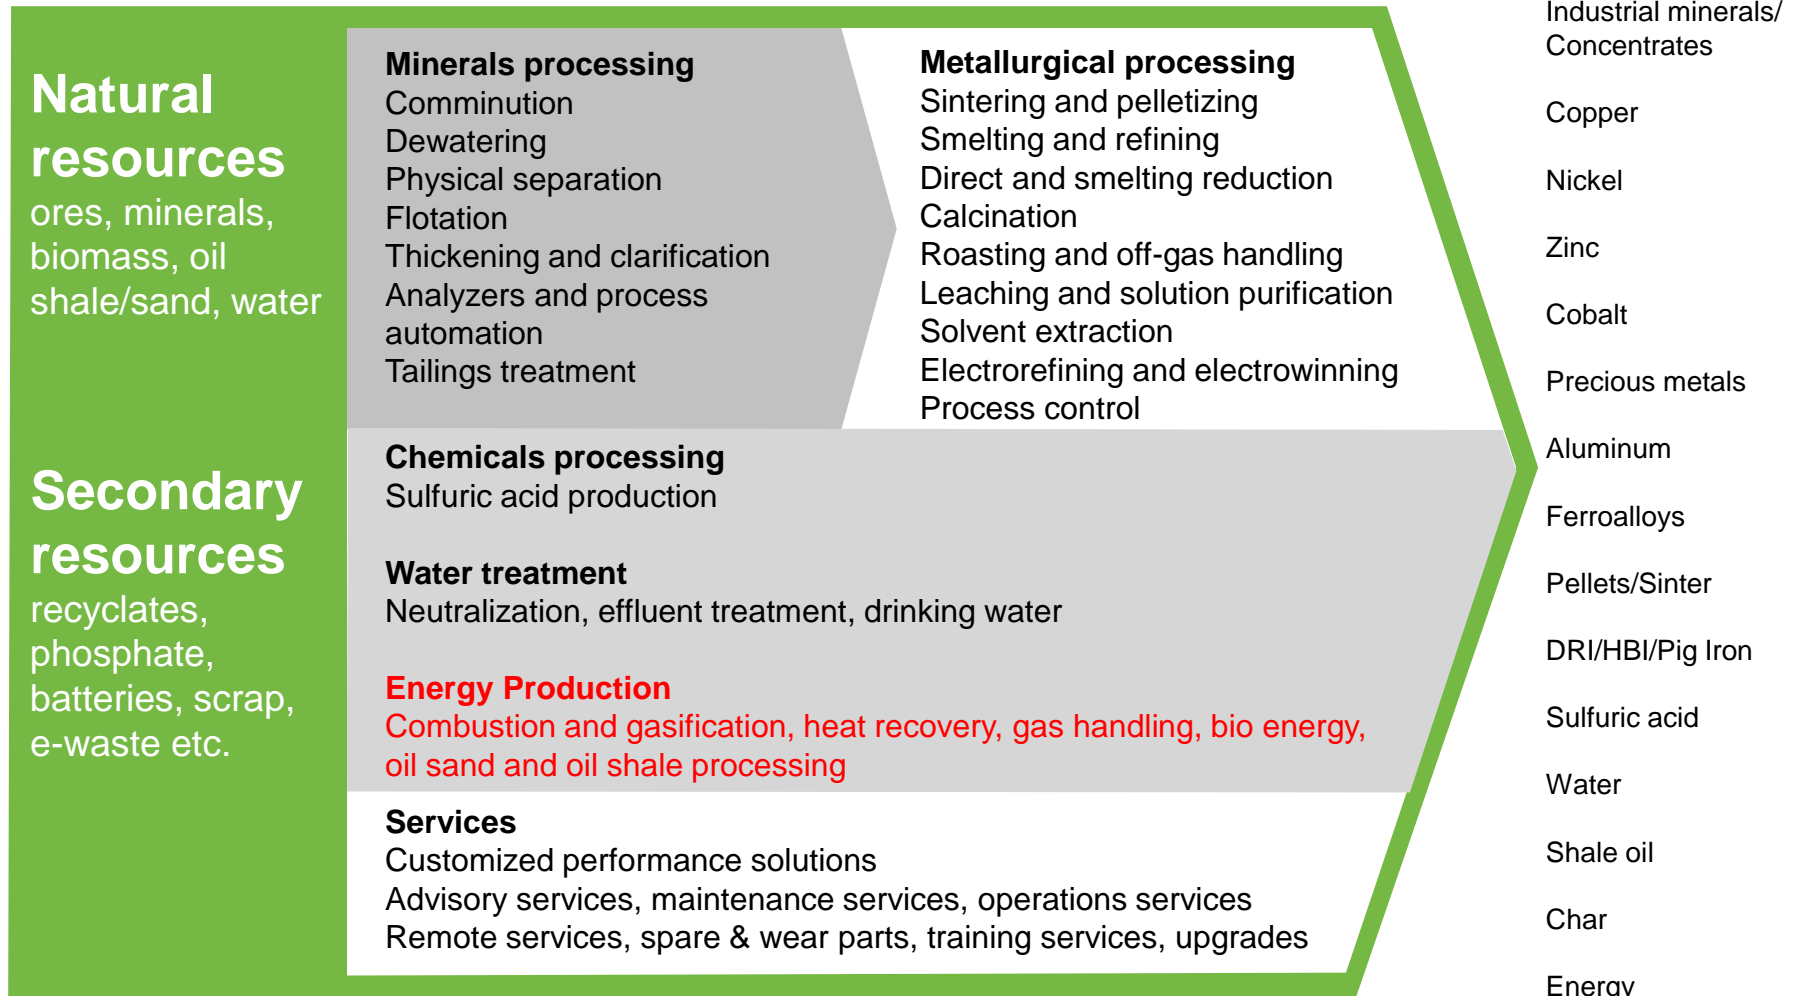 Natural
resources
ores, minerals,
biomass, oil
shale/sand, water
Secondary
resources
recyclates,
phosphate,
batteries, scrap,
e-waste etc.
Minerals processing
Comminution
Dewatering
Physical separation
Flotation
Thickening and clarification
Analyzers and process
automation
Tailings treatment
Metallurgical processing
Sintering and pelletizing
Smelting and refining
Direct and smelting reduction
Calcination
Roasting and off-gas handling
Leaching and solution purification
Solvent extraction
Electrorefining and electrowinning
Process control
Chemicals processing
Sulfuric acid production
Water treatment
Neutralization, effluent treatment, drinking water
Energy Production
Combustion and gasification, heat recovery, gas handling, bio energy,
oil sand and oil shale processing
Services
Customized performance solutions
Advisory services, maintenance services, operations services
Remote services, spare & wear parts, training services, upgrades
Industrial minerals/
Concentrates
Copper
Nickel
Zinc
Cobalt
Precious metals
Aluminum
Ferroalloys
Pellets/Sinter
DRI/HBI/Pig Iron
Sulfuric acid
Water
Shale oil
Char
Energy